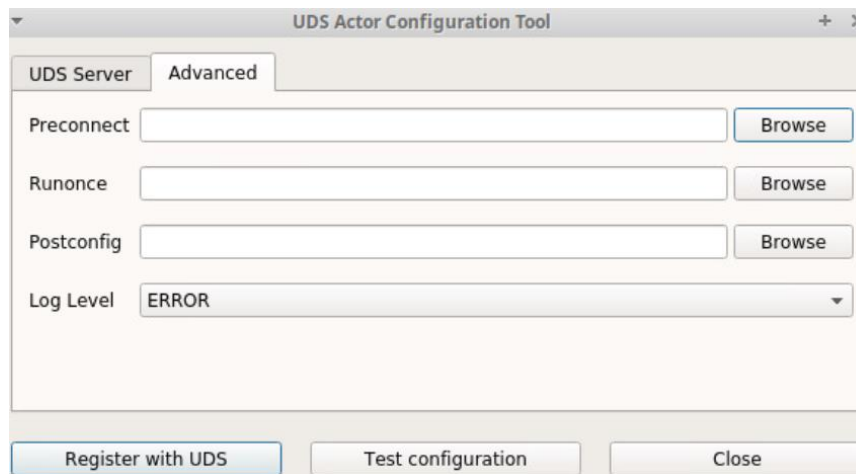 UDS Actor Configuration Tool
UDS Server Advanced
Preconnect Browse
Runonce Browse
Postconfig Browse
Log Level ERROR
Register with UDS Test configuration Close